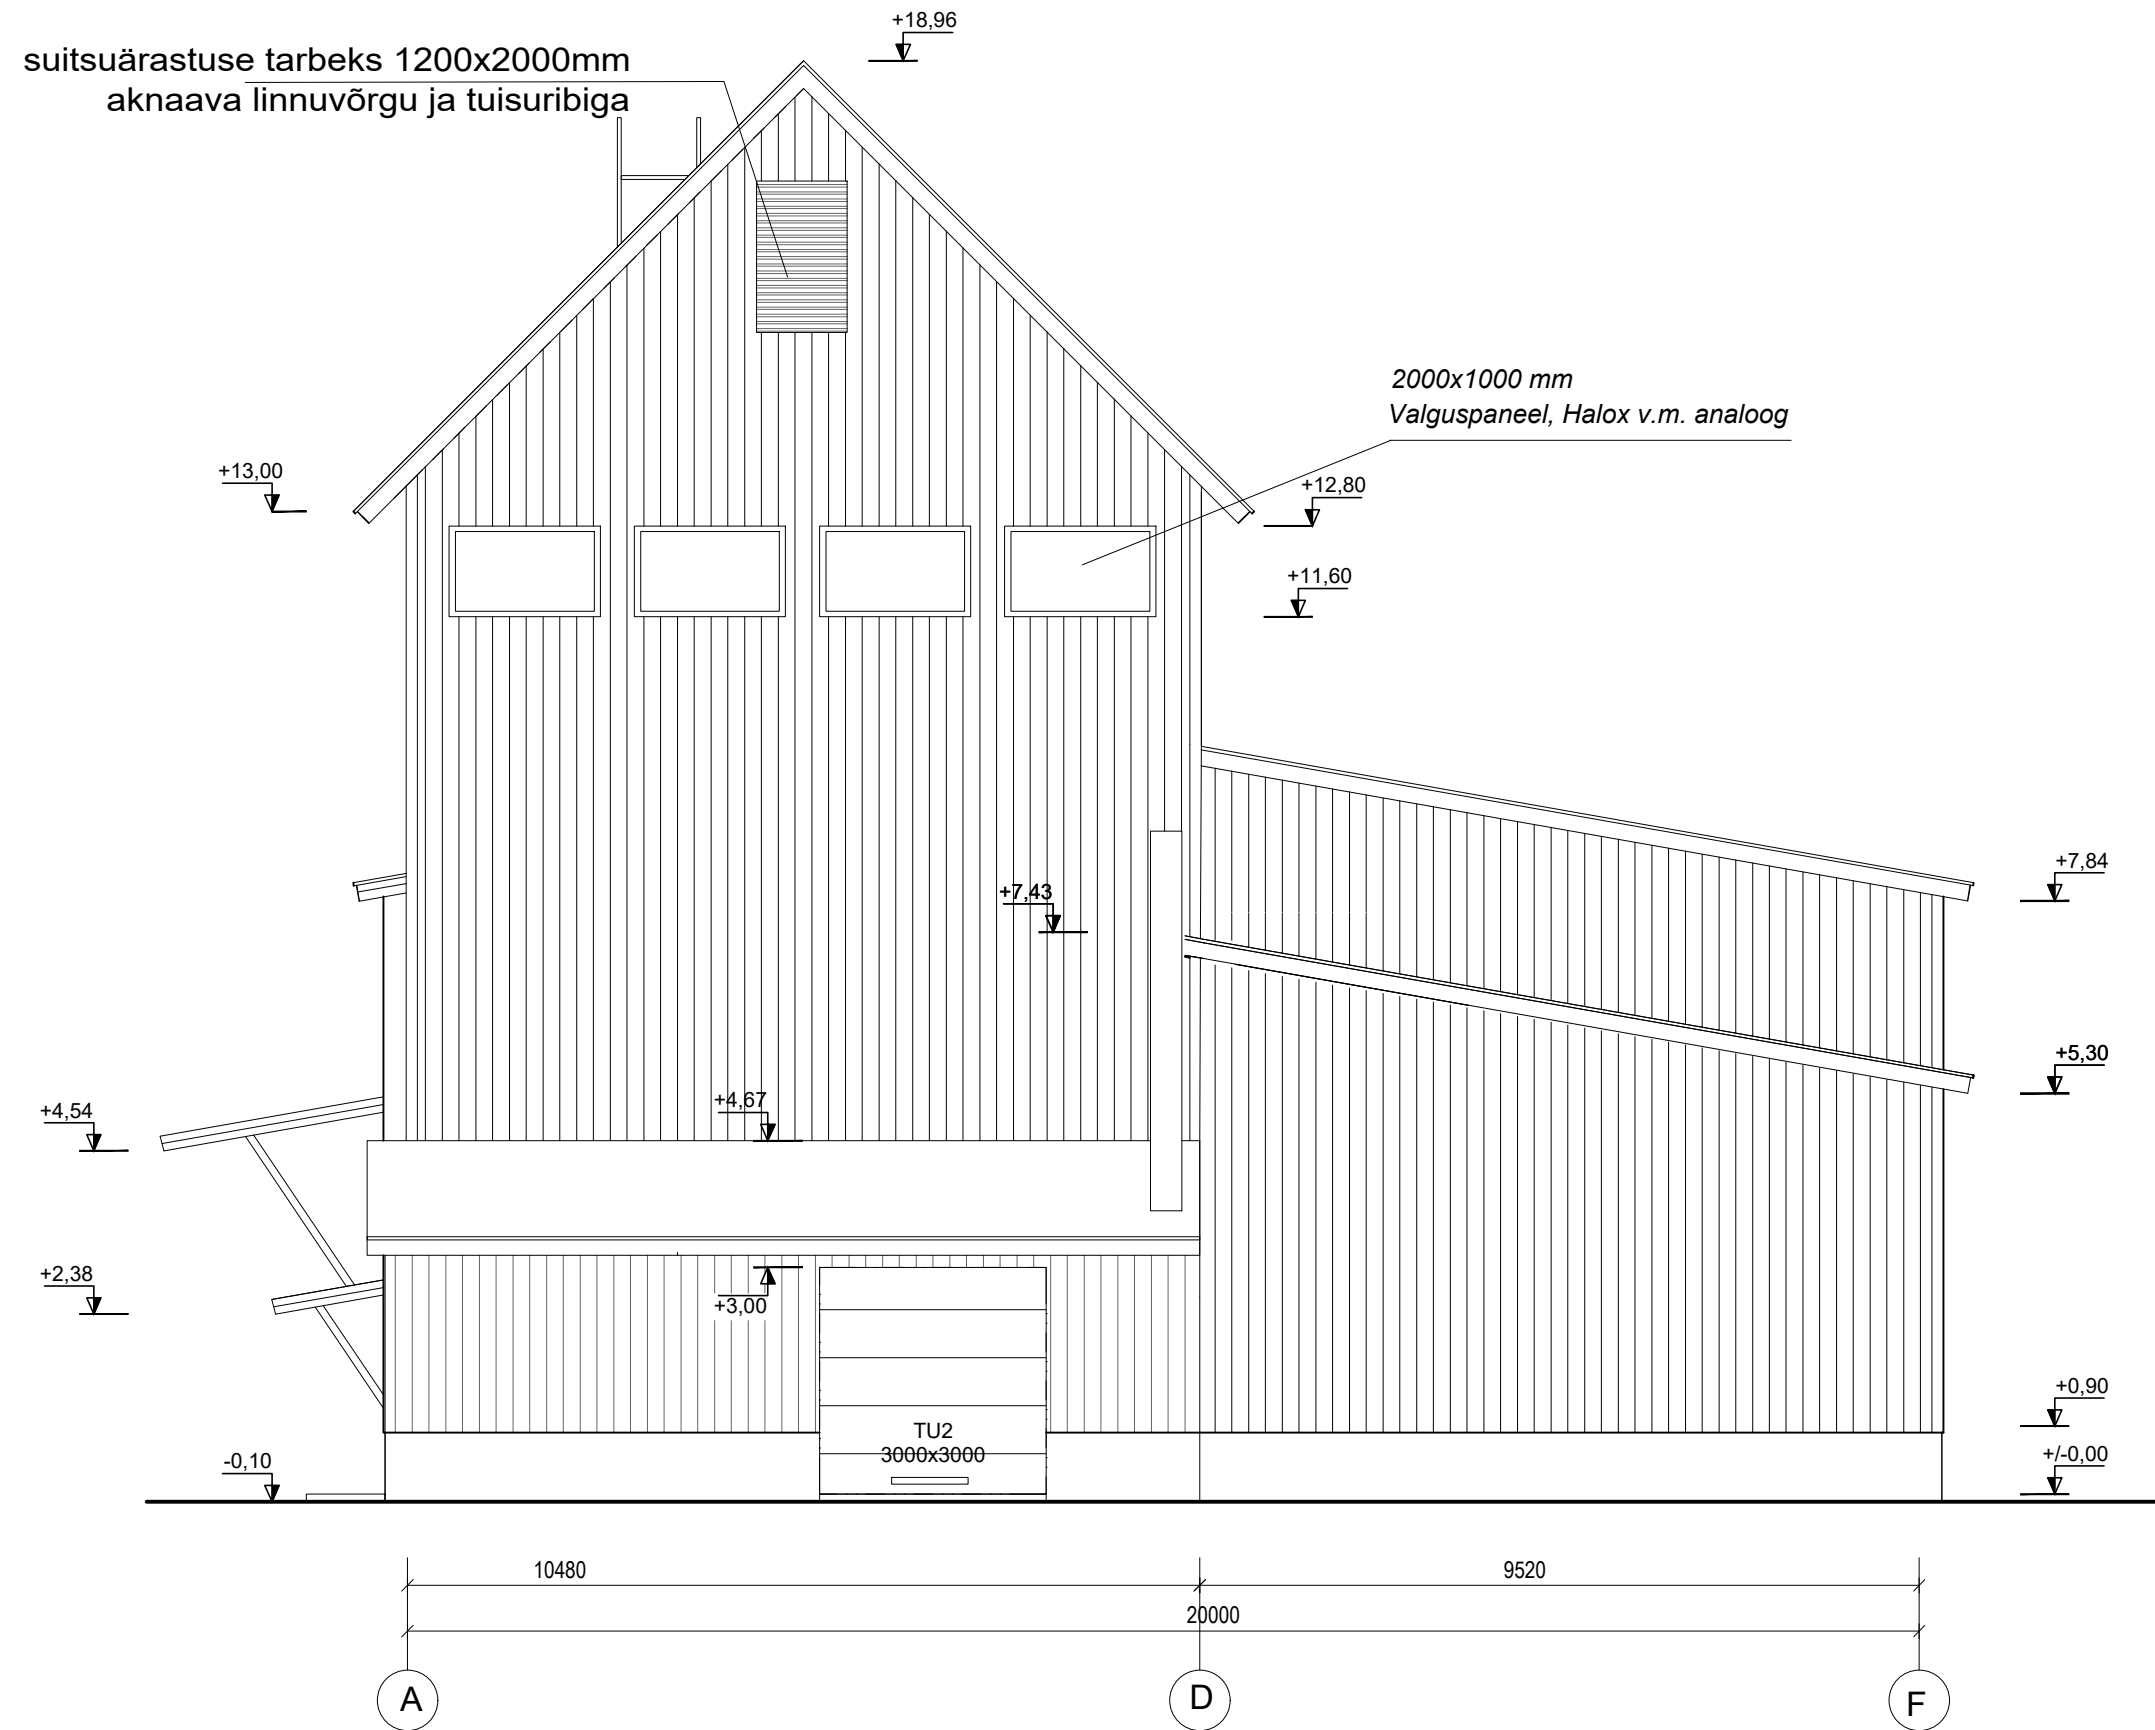 +18,96
suitsuärastuse tarbeks 1200x2000mm
aknaava linnuvõrgu ja tuisuribiga
2000x1000 mm
Valguspaneel, Halox v.m. analoog
+13,00
+12,80
+11,60
+7,84
+7,43
+5,30
+4,67
+4,54
+2,38
+3,00
+0,90
TU2
3000x3000
+/-0,00
-0,10
10480
9520
20000
A
D
F